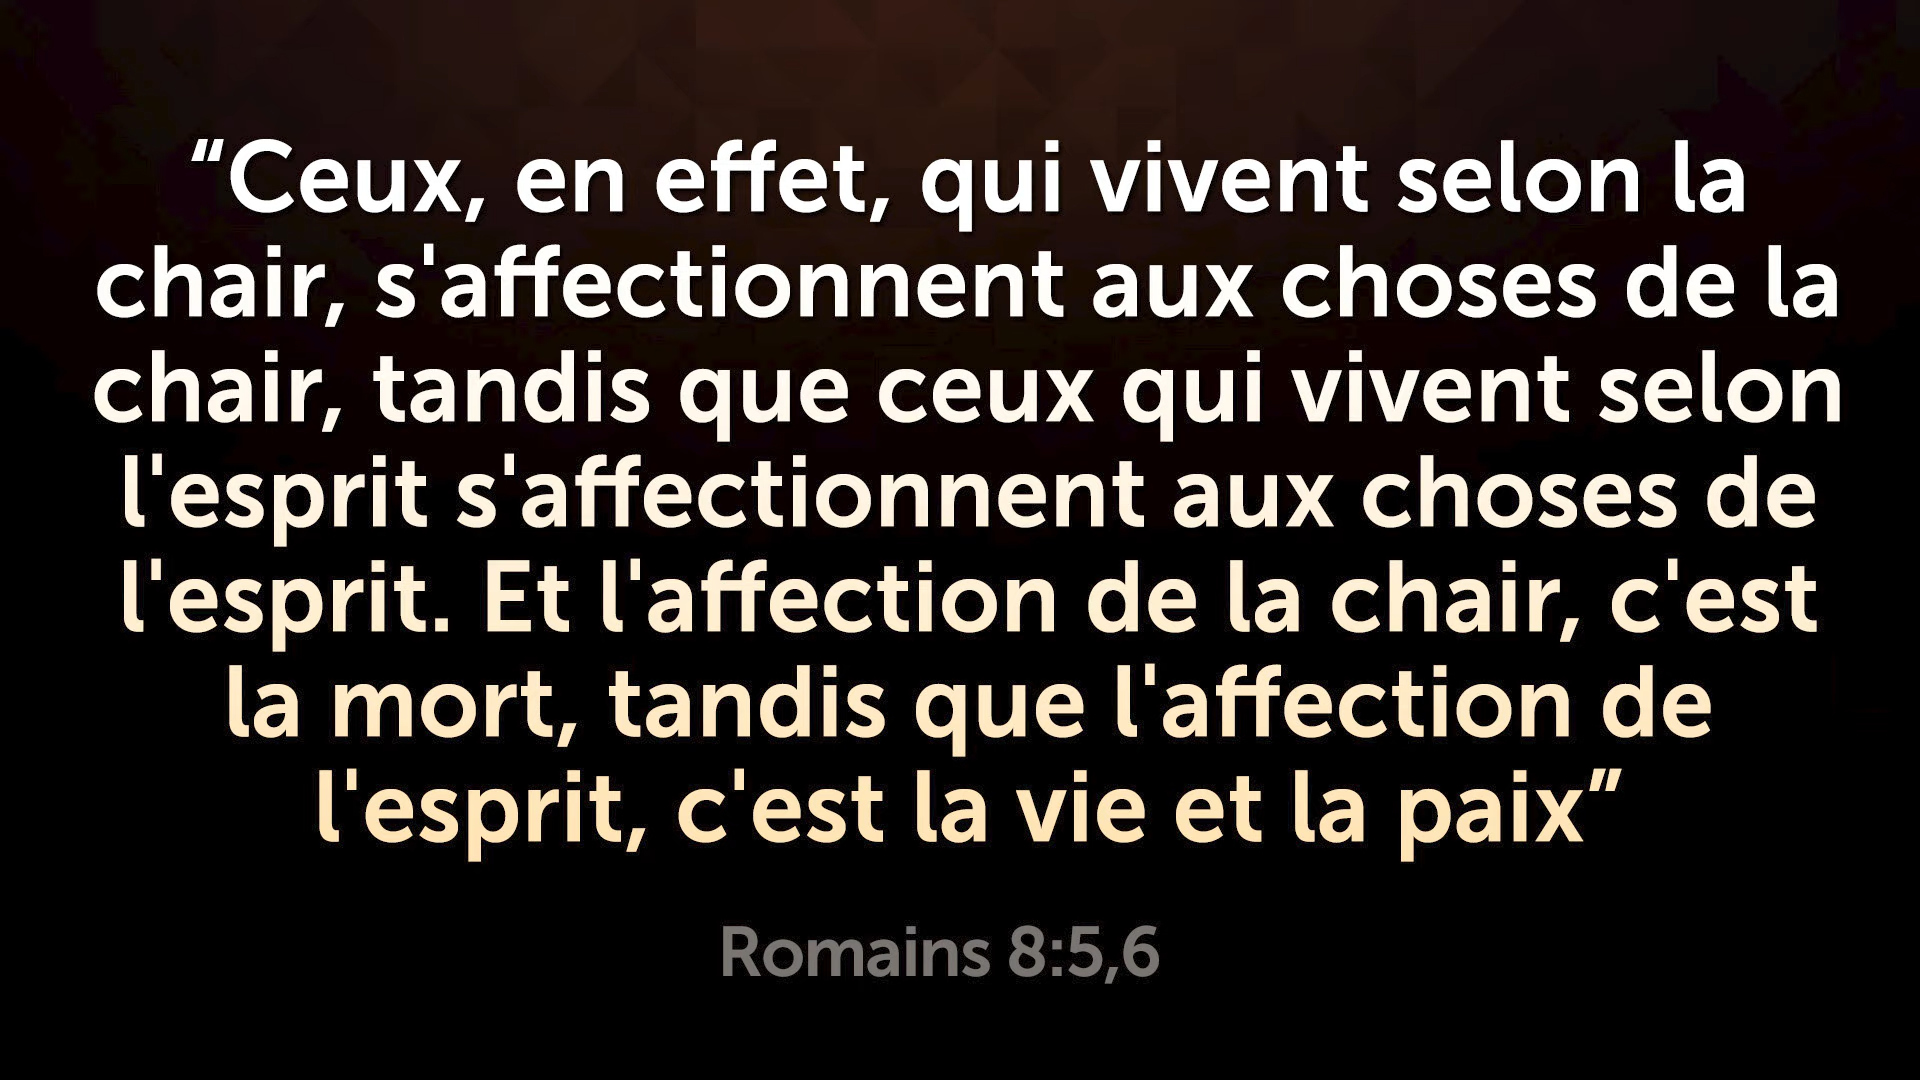 “Ceux, en effet, qui vivent selon la
chair, s'affectionnent aux choses de la
chair, tandis que ceux qui vivent selon
l'esprit s'affectionnent aux choses de
l'esprit. Et l'affection de la chair, c'est
la mort, tandis que l'affection de
l'esprit, c'est la vie et la paix”
Romains 8:5,6